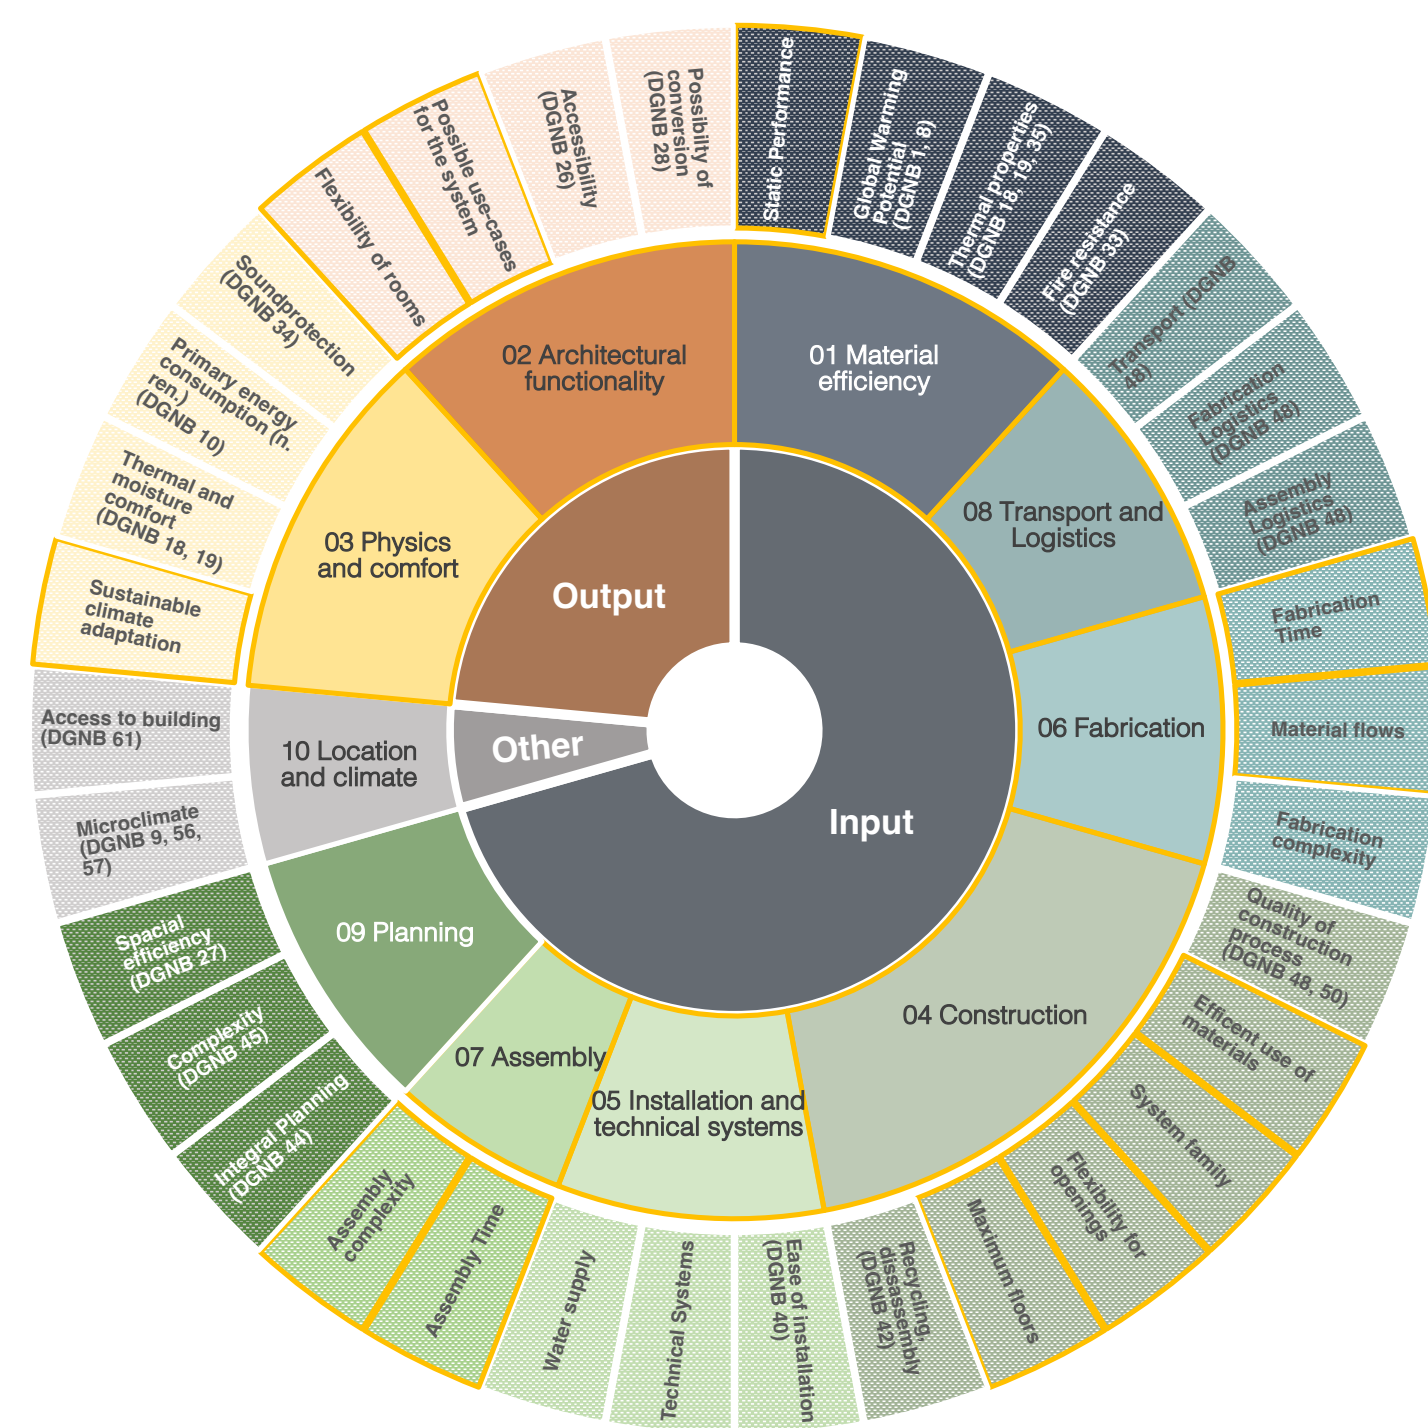 Output
Input
Other
01 Material
efficiency
08 Transport and
Logistics
06 Fabrication
04 Construction
05 Installation and
technical systems
07 Assembly
09 Planning
10 Location
and climate
03 Physics
and comfort
02 Architectural
functionality
Static Performance
Global Warming
Potential
(DGNB1, 8)
Thermal properties
(DGNB 18, 19, 35)
Fire resistance
(DGNB 33)
Transport (DGNB
48)
Fabrication
Logistics
(DGNB 48)
Assembly
Logistics
(DGNB 48)
Fabrication
Time
Material flows
Fabrication
complexity
Quality of
construction
process
(DGNB 48, 50)
Efficent use of
materials
System family
Flexibility for
openings
Maximum floors
Recycling,
dissassembly
(DGNB 42)
Ease of installation
(DGNB 40)
Technical Systems
Water supply
Assembly Time
Assembly
complexity
Integral Planning
(DGNB 44)
Complexity
(DGNB 45)
Spacial
efficiency
(DGNB 27)
Microclimate
(DGNB 9, 56,
57)
Access to building
(DGNB 61)
Sustainable
climate
adaptation
Thermal and
moisture
comfort
(DGNB 18, 19)
Primary energy
consumption (n.
ren.)
(DGNB 10)
Soundprotection
(DGNB 34)
Flexibility of rooms
Possible use-cases
for the system
Accessibility
(DGNB 26)
Possibilty of
conversion
(DGNB 28)